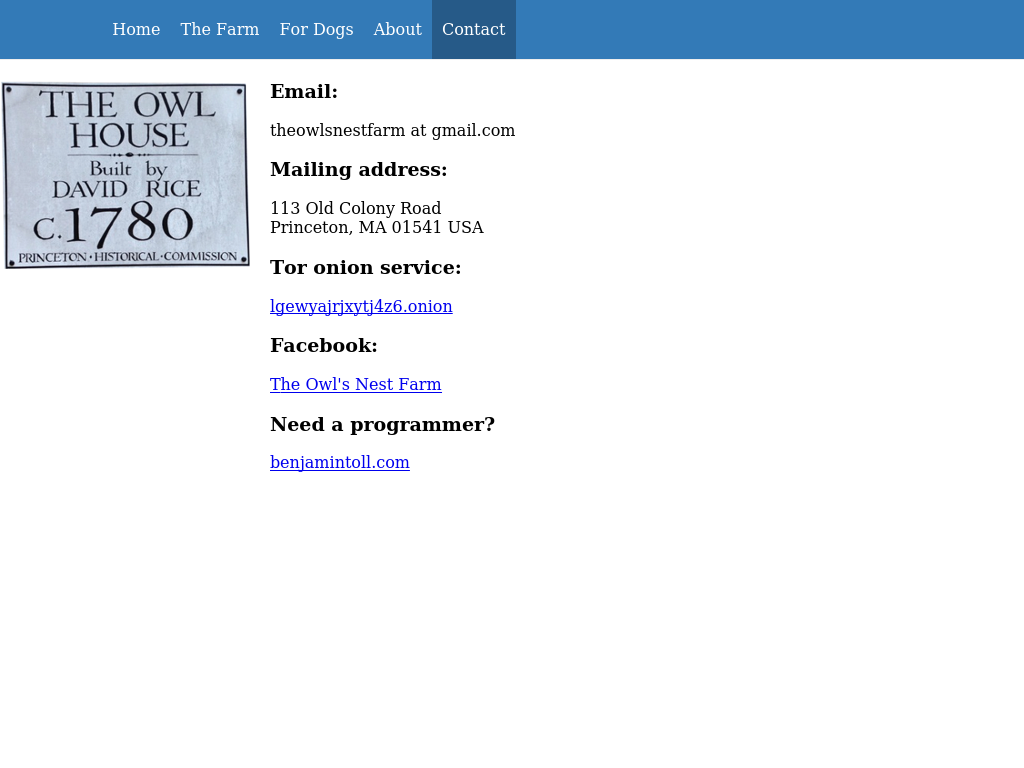 Home The Farm For Dogs About Contact
THE OWL
HOUSE
Built by
DAVID RICE
C.1780
PRINCETON·HISTORICAL·COMMISSION
Email:
theowlsnestfarm at gmail.com
Mailing address:
113 Old Colony Road
Princeton, MA 01541 USA
Tor onion service:
lgewyajrjxytj4z6.onion
Facebook:
The Owl's Nest Farm
Need a programmer?
benjamintoll.com